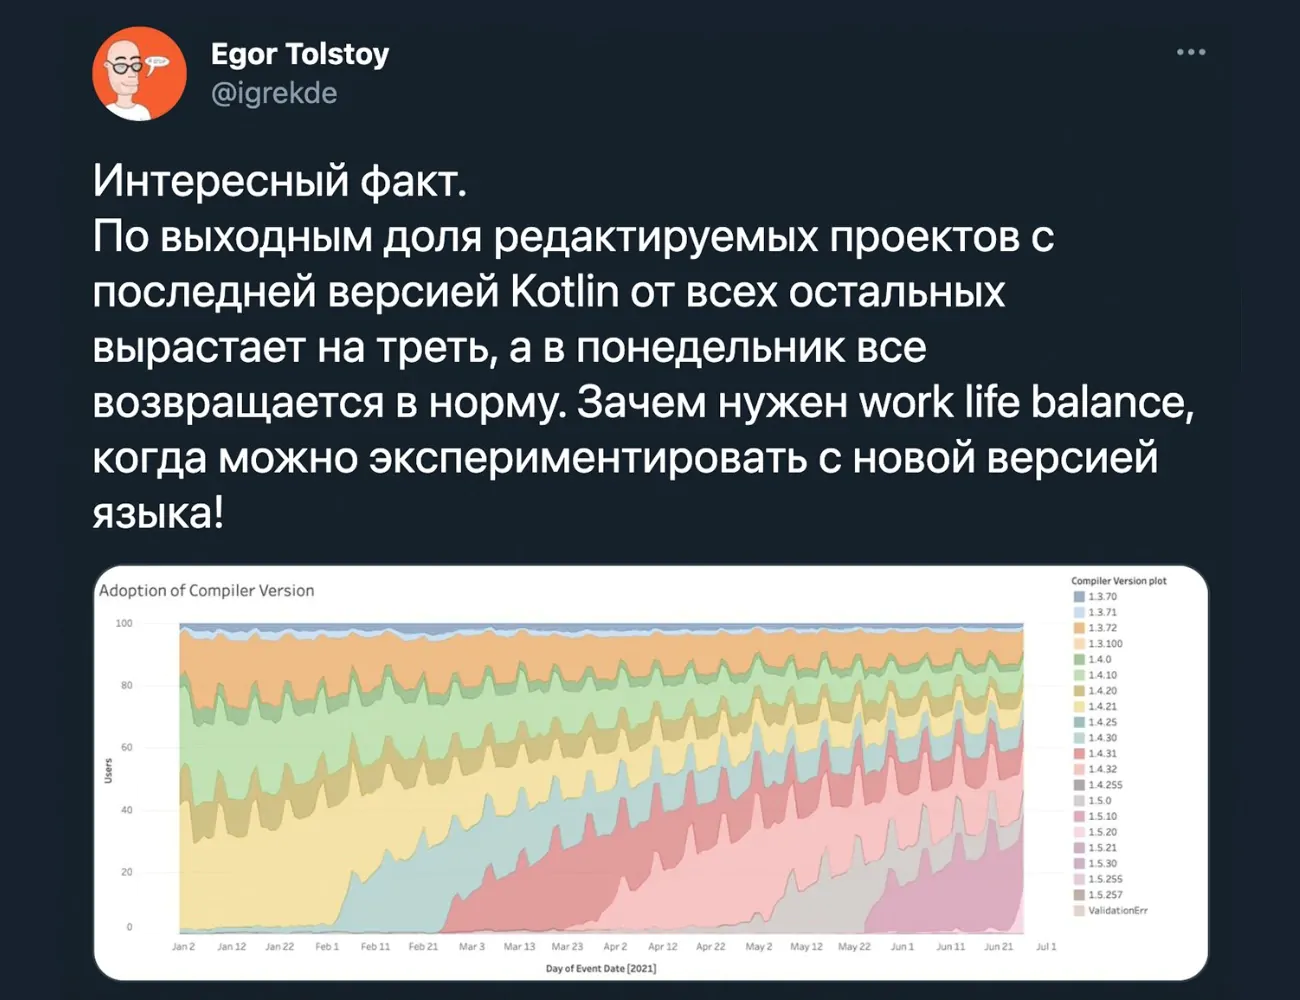 Egor Tolstoy
@igrekde
Интересный факт.
По выходным доля редактируемых проектов с
последней версией Kotlin от всех остальных
вырастает на треть, а в понедельник все
возвращается в норму. Зачем нужен work life balance,
когда можно экспериментировать с новой версией
языка!
Adoption of Compiler Version
Compiler Version plot
1.3.70
1.3.71
1.3.72
1.3.100
1.4.0
1.4.10
1.4.20
1.4.21
1.4.25
1.4.30
1.4.31
1.4.32
1.4.255
1.5.0
1.5.10
1.5.20
1.5.21
1.5.30
1.5.255
1.5.257
ValidationErr
Users
100
80
60
40
20
0
Jan 2 Jan 12 Jan 22 Feb 1 Feb 11 Feb 21 Mar 3 Mar 13 Mar 23 Apr 2 Apr 12 Apr 22 May 2 May 12 May 22 Jun 1 Jun 11 Jun 21 Jul 1
Day of Event Date [2021]